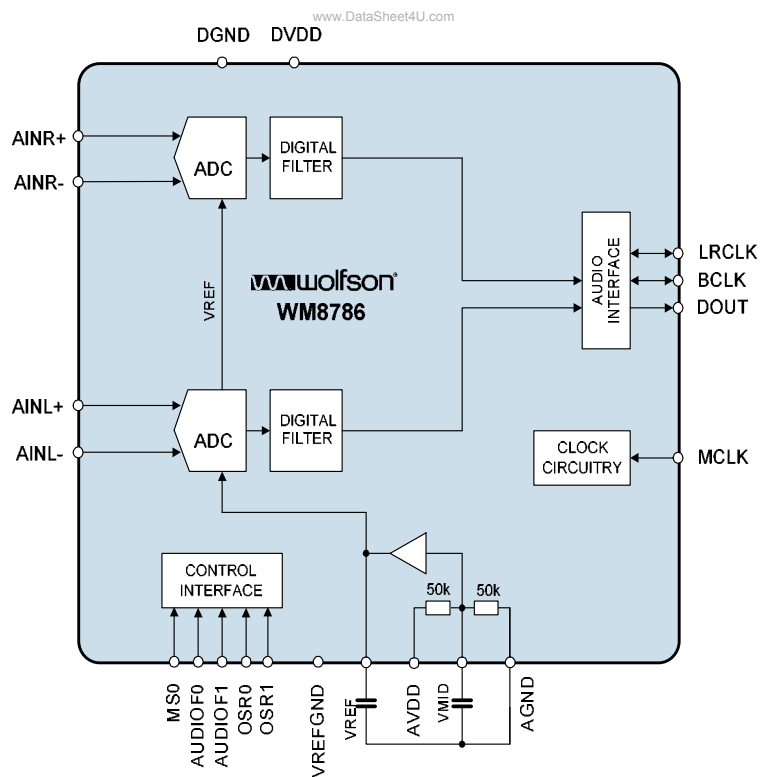 www.DataSheet4U.com
DGND
DVDD
AINR+
AINR-
ADC
DIGITAL
FILTER
AUDIO
INTERFACE
LRCLK
BCLK
DOUT
VREF
wolfson®
WM8786
AINL+
AINL-
ADC
DIGITAL
FILTER
CLOCK
CIRCUITRY
MCLK
CONTROL
INTERFACE
50k
50k
MS0
AUDIOF0
AUDIOF1
OSR0
OSR1
VREFGND
VREF
AVDD
VMID
AGND